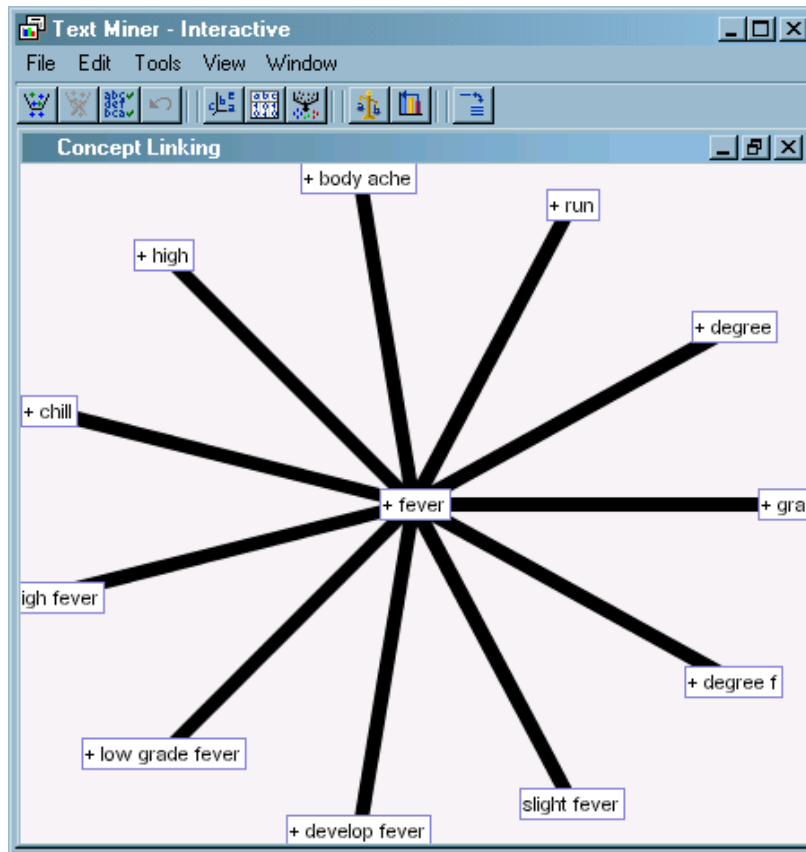 Text Miner - Interactive
File Edit Tools View Window
Concept Linking
+ body ache
+ run
+ high
+ degree
+ chill
+ fever
+ gra
igh fever
+ degree f
+ low grade fever
slight fever
+ develop fever